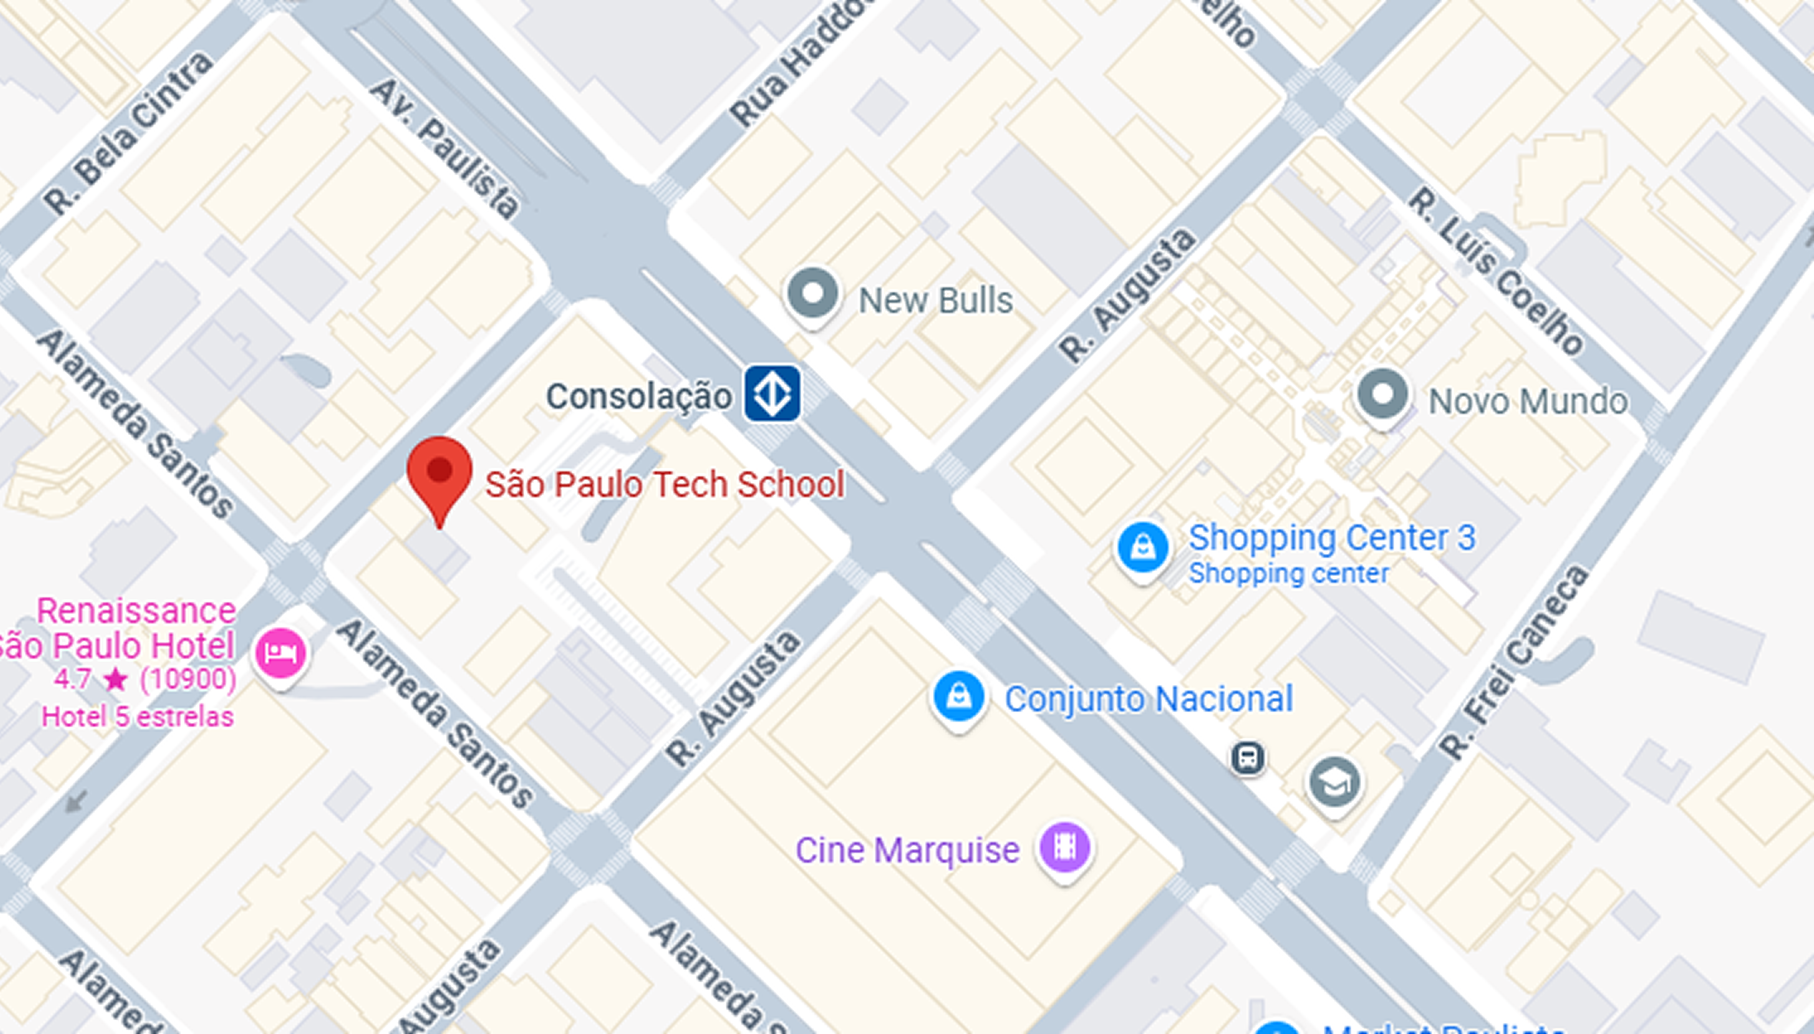 R. Bela Cintra
Av. Paulista
Rua Haddo
elho
R. Luís Coelho
R. Augusta
New Bulls
Consolação
Novo Mundo
Alameda Santos
São Paulo Tech School
Shopping Center 3
Shopping center
Renaissance
São Paulo Hotel
4.7 ★ (10900)
Hotel 5 estrelas
Alameda Santos
R. Augusta
R. Frei Caneca
Conjunto Nacional
Cine Marquise
Alamed
Augusta
Alameda S
Market Paulista